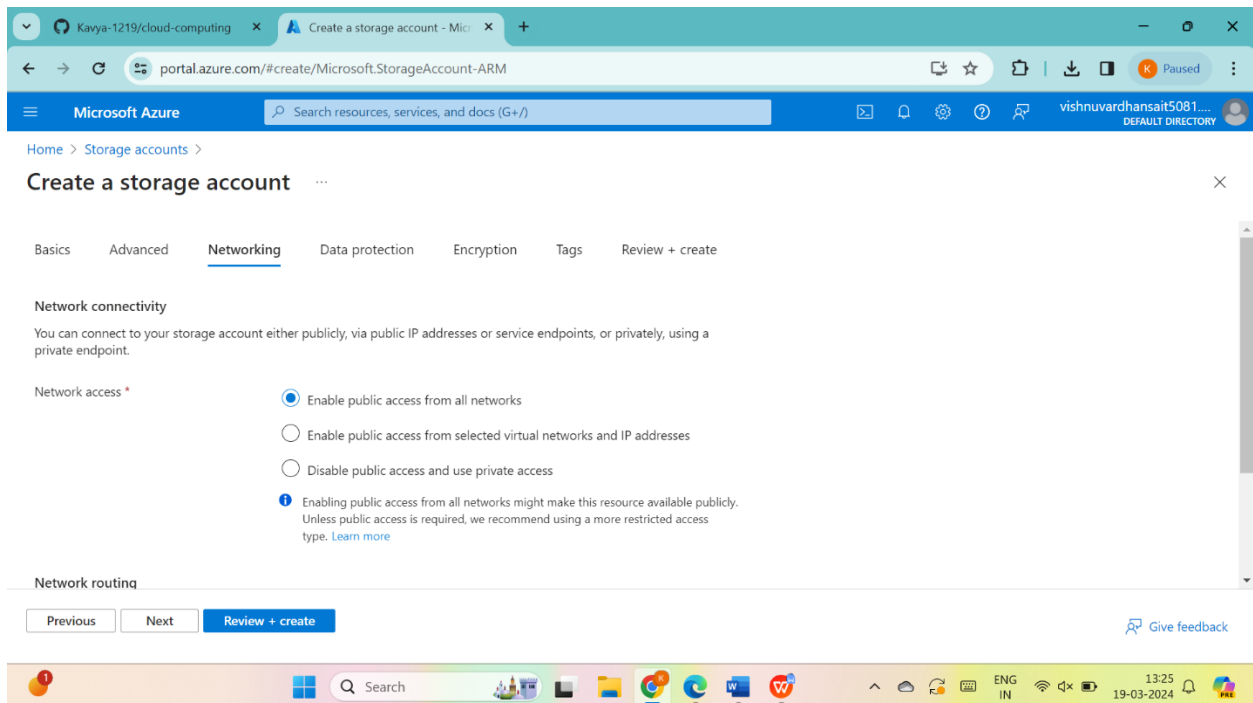 Kavya-1219/cloud-computing
Create a storage account - Micr
portal.azure.com/#create/Microsoft.StorageAccount-ARM
K Paused
Microsoft Azure
Search resources, services, and docs (G+/)
vishnuvardhansait5081....
DEFAULT DIRECTORY
Home > Storage accounts >
Create a storage account ...
Basics Advanced Networking Data protection Encryption Tags Review + create
Network connectivity
You can connect to your storage account either publicly, via public IP addresses or service endpoints, or privately, using a
private endpoint.
Network access *
Enable public access from all networks
Enable public access from selected virtual networks and IP addresses
Disable public access and use private access
Enabling public access from all networks might make this resource available publicly.
Unless public access is required, we recommend using a more restricted access
type. Learn more
Network routing
Previous Next Review + create
Give feedback
1
Search
ENG
IN
13:25
19-03-2024
PRE